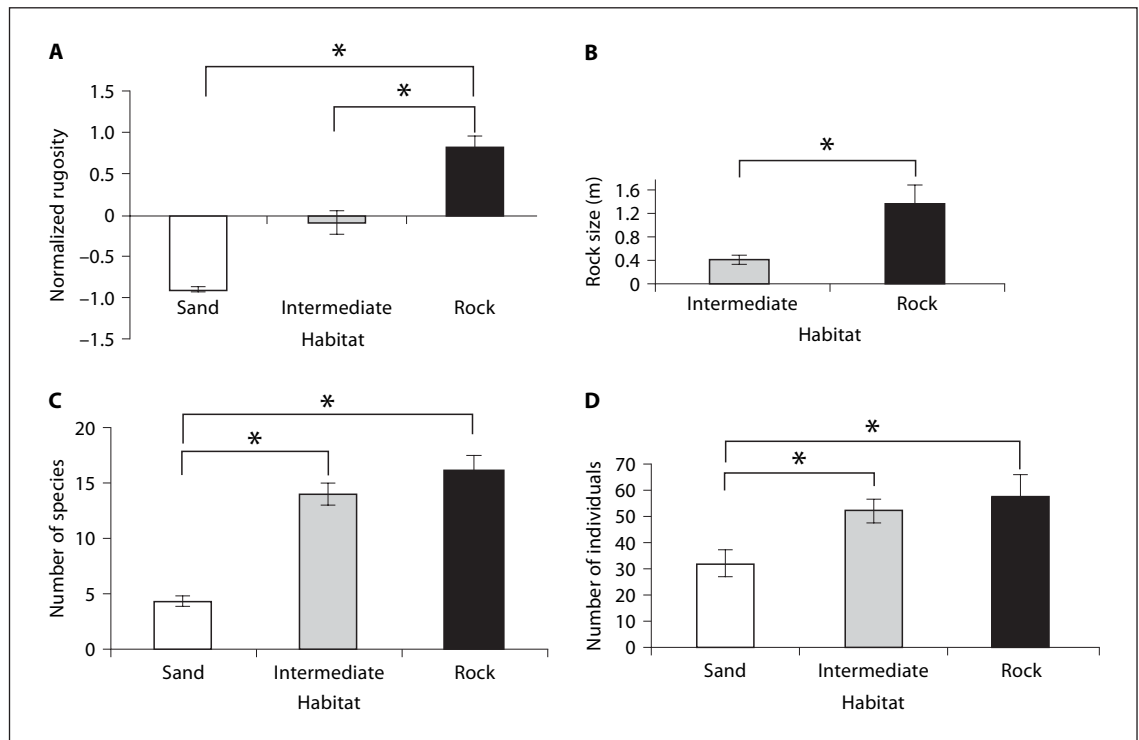 A
*
*
1.5
1.0
0.5
0
–0.5
–1.0
–1.5
Normalized rugosity
Sand
Intermediate
Rock
Habitat
B
*
1.6
1.2
0.8
0.4
0
Rock size (m)
Intermediate
Rock
Habitat
C
*
*
20
15
10
5
0
Number of species
Sand
Intermediate
Rock
Habitat
D
*
*
70
60
50
40
30
20
10
0
Number of individuals
Sand
Intermediate
Rock
Habitat